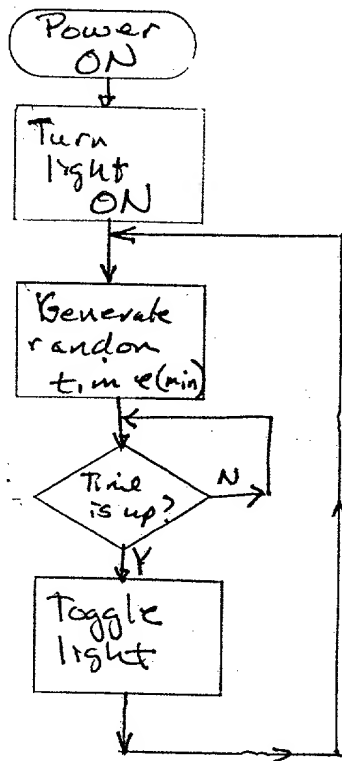 Power
ON
Turn
light
ON
Generate
random
time(min)
Time
is up?
N
Y
Toggle
light